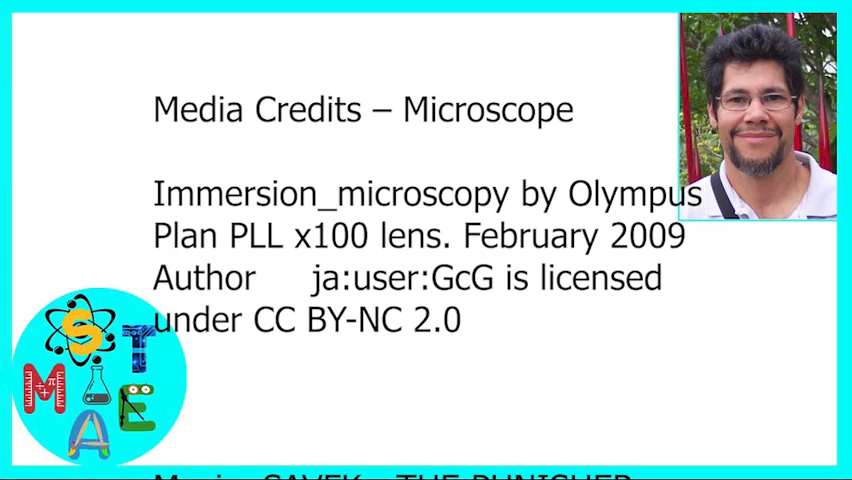 Media Credits – Microscope
Immersion_microscopy by Olympus
Plan PLL x100 lens. February 2009
Author ja:user:GcG is licensed
under CC BY-NC 2.0
S
T
M
E
A